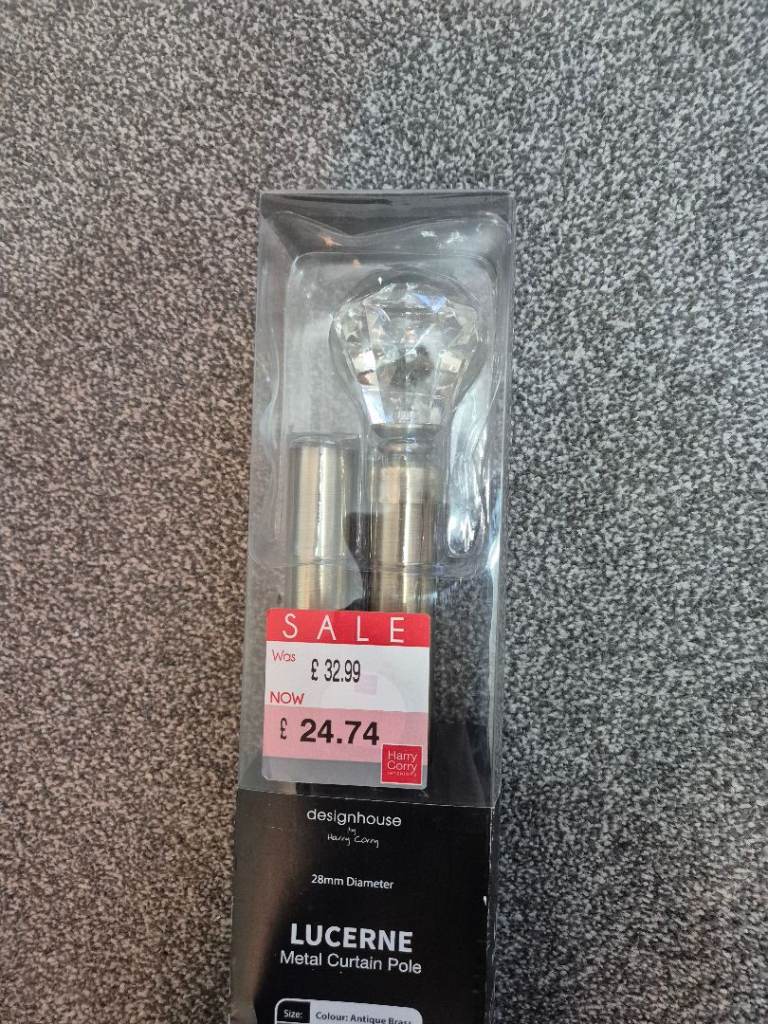 SALE
Was
£ 32.99
NOW
£ 24.74
Harry
Corry
INTERIORS
designhouse
by
Harry Corry
28mm Diameter
LUCERNE
Metal Curtain Pole
Size: Colour: Antique Brass